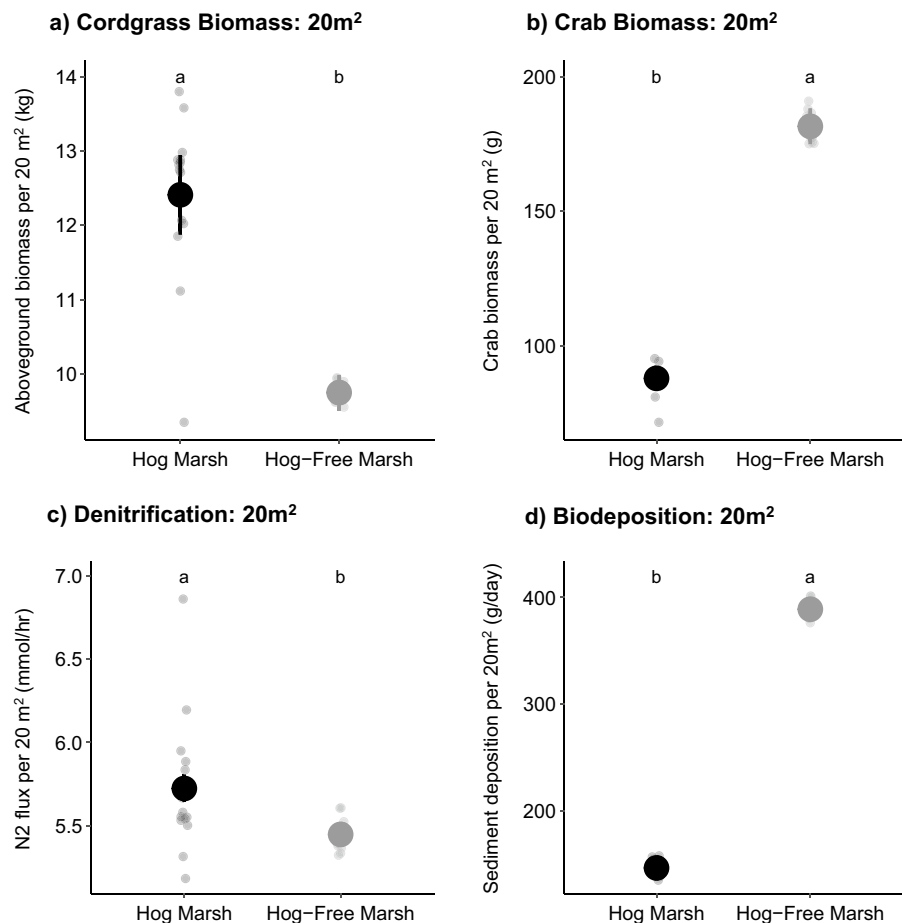 a) Cordgrass Biomass: 20m²
Aboveground biomass per 20 m² (kg)
14
13
12
11
10
a
b
Hog Marsh
Hog−Free Marsh
b) Crab Biomass: 20m²
Crab biomass per 20 m² (g)
200
150
100
b
a
Hog Marsh
Hog−Free Marsh
c) Denitrification: 20m²
N2 flux per 20 m² (mmol/hr)
7.0
6.5
6.0
5.5
a
b
Hog Marsh
Hog−Free Marsh
d) Biodeposition: 20m²
Sediment deposition per 20m² (g/day)
400
300
150
b
a
Hog Marsh
Hog−Free Marsh